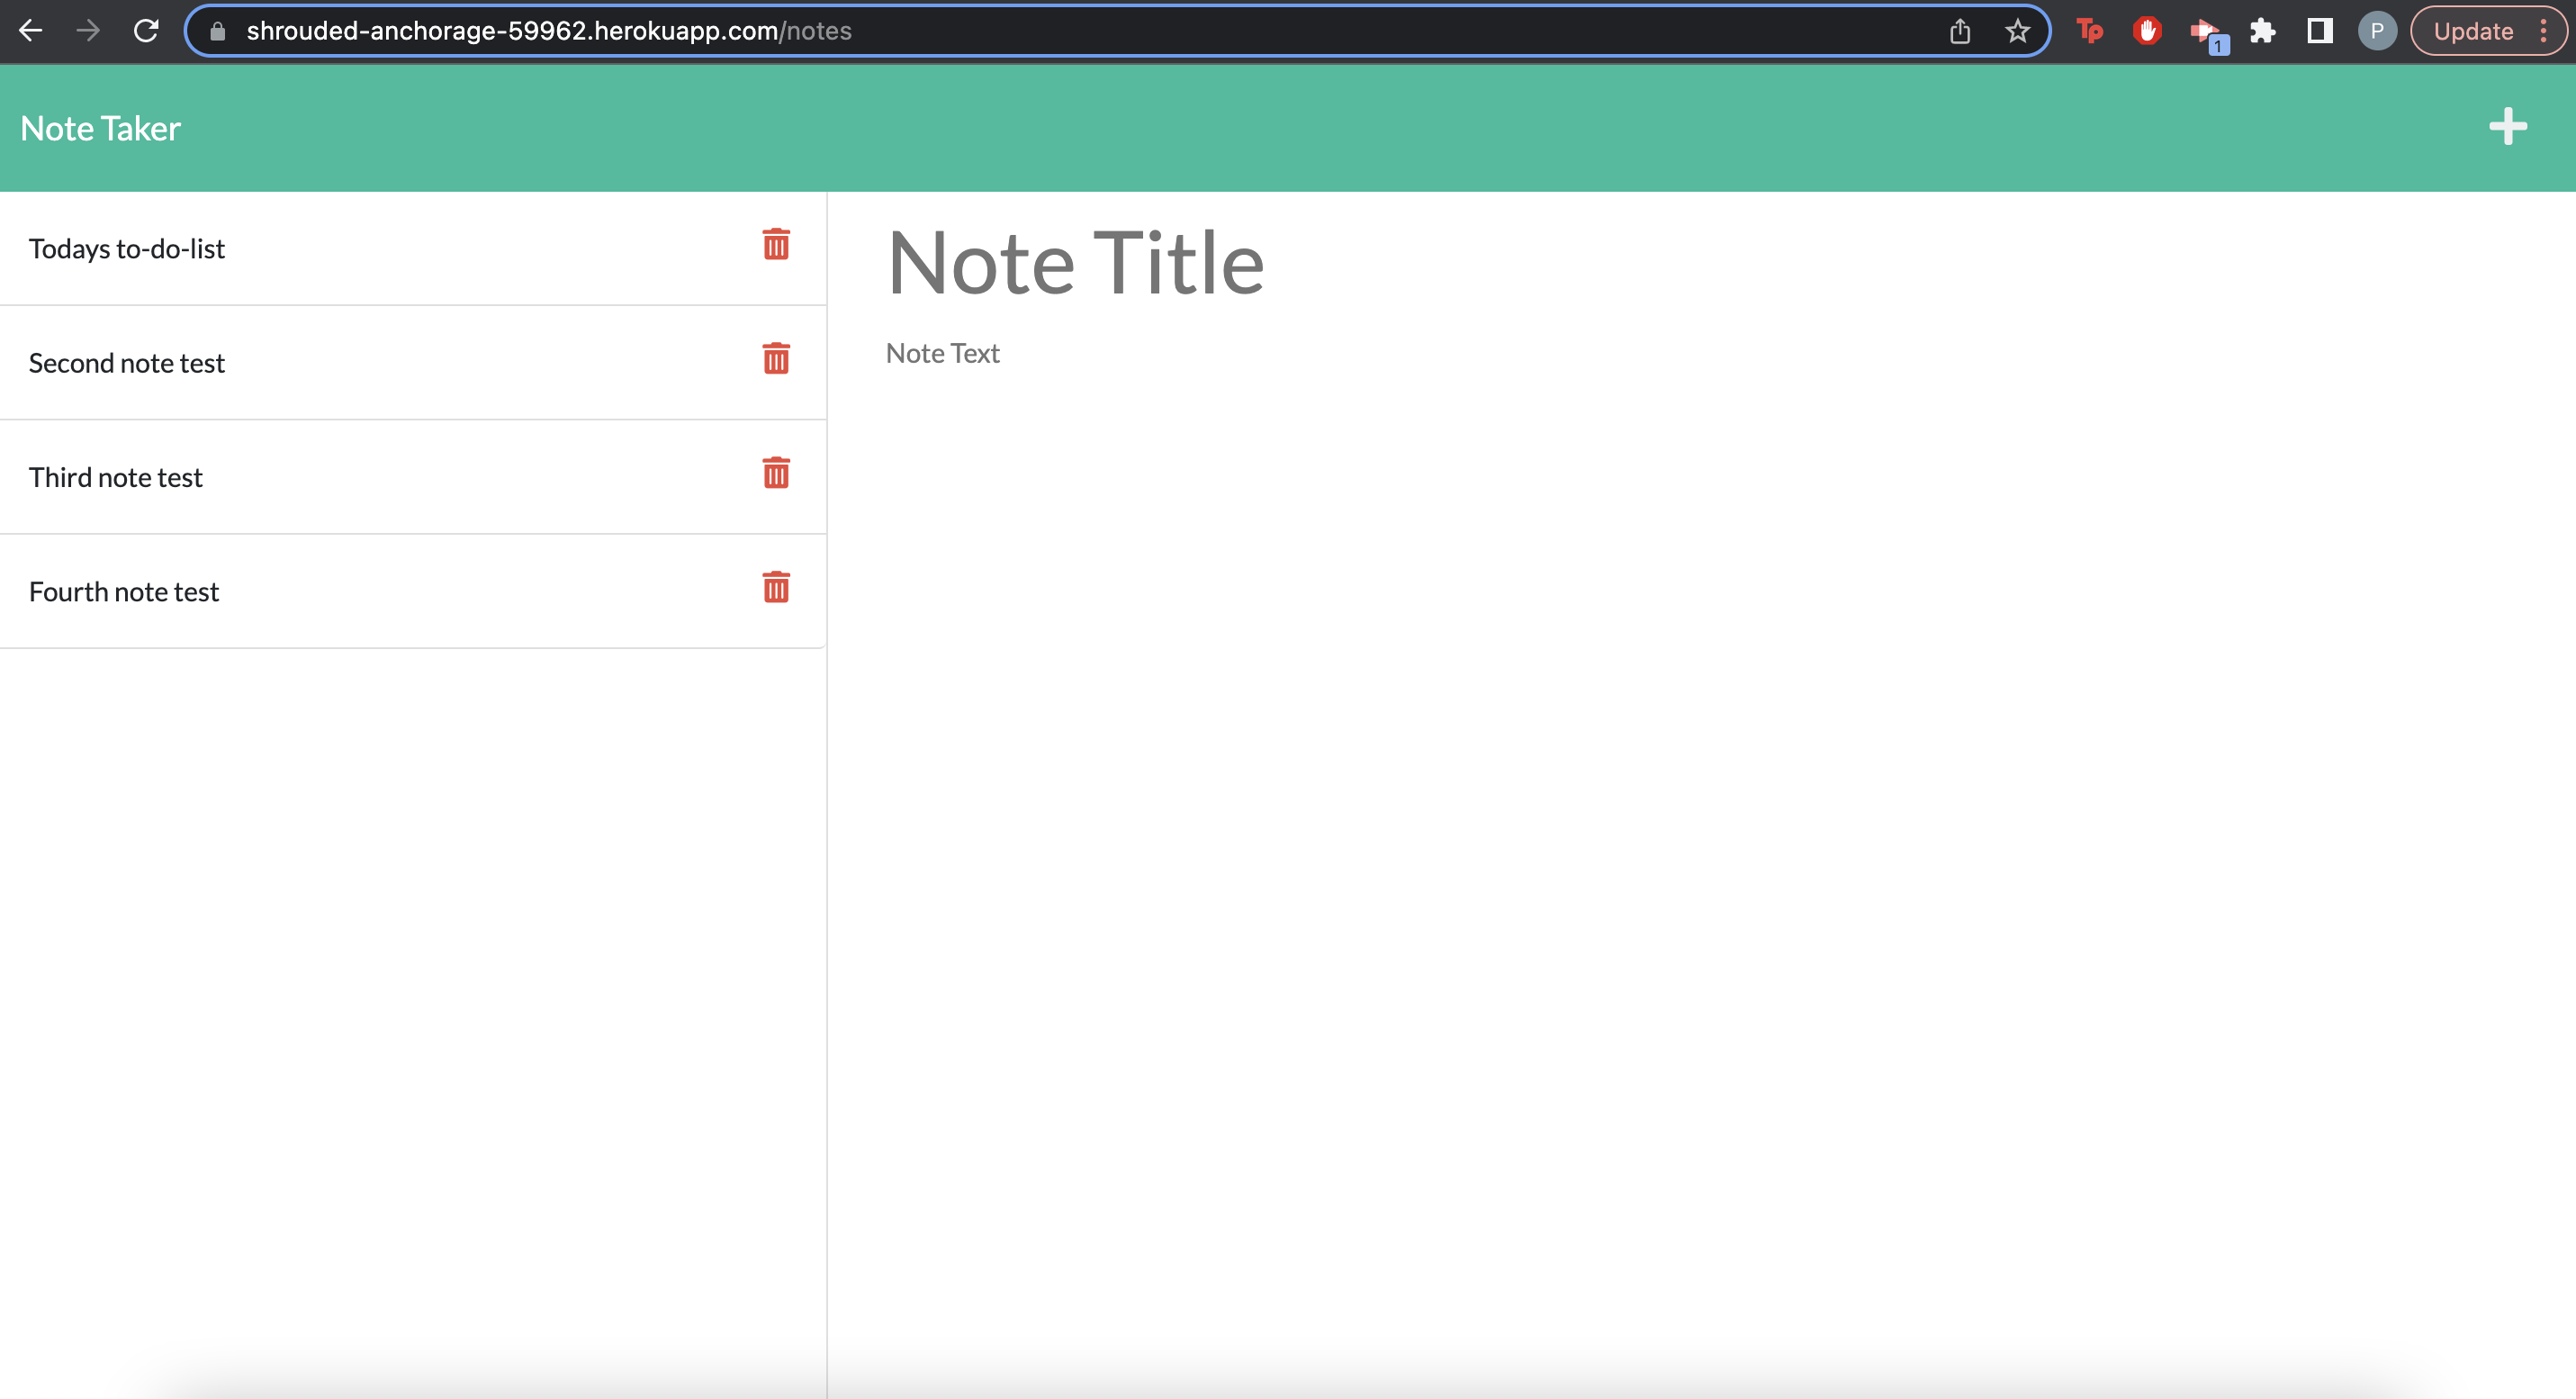 shrouded-anchorage-59962.herokuapp.com/notes
Tp
1
P
Update
Note Taker
Todays to-do-list
Second note test
Third note test
Fourth note test
Note Title
Note Text